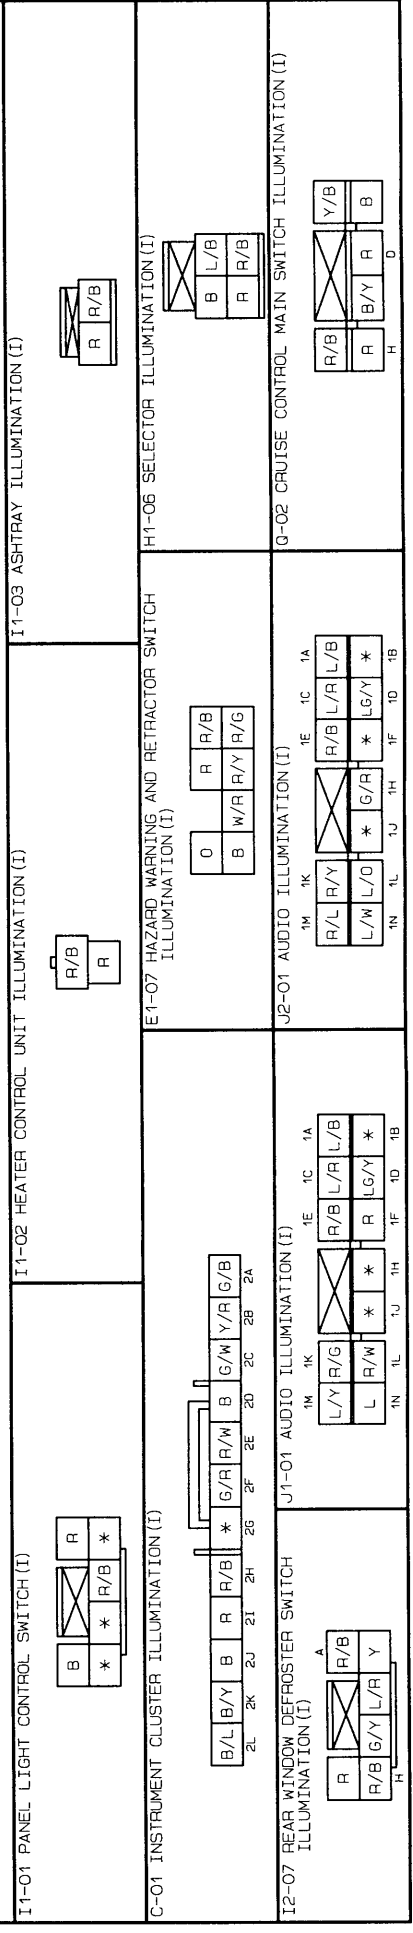 I1-01 PANEL LIGHT CONTROL SWITCH(I)
B R
* * R/B *
I1-02 HEATER CONTROL UNIT ILLUMINATION(I)
R/B
R
I1-03 ASHTRAY ILLUMINATION(I)
R R/B
C-01 INSTRUMENT CLUSTER ILLUMINATION(I)
B/L B/Y B R R/B * G/R R/W B G/W Y/R G/B
2L 2K 2J 2I 2H 2G 2F 2E 2D 2C 2B 2A
E1-07 HAZARD WARNING AND RETRACTOR SWITCH
ILLUMINATION(I)
O R R/B
B W/R R/Y R/G
H1-06 SELECTOR ILLUMINATION(I)
B L/B
R R/B
I2-07 REAR WINDOW DEFROSTER SWITCH
ILLUMINATION(I)
A
R R/B
R/B G/Y L/R Y
H
J1-01 AUDIO ILLUMINATION(I)
1M 1K 1E 1C 1A
L/Y R/G R/B L/R L/B
L R/W * * R LG/Y *
1N 1L 1J 1H 1F 1D 1B
J2-01 AUDIO ILLUMINATION(I)
1M 1K 1E 1C 1A
R/L R/Y R/B L/R L/B
L/W L/O * G/R * LG/Y *
1N 1L 1J 1H 1F 1D 1B
Q-02 CRUISE CONTROL MAIN SWITCH ILLUMINATION(I)
R/B Y/B
R B/Y R B
H D